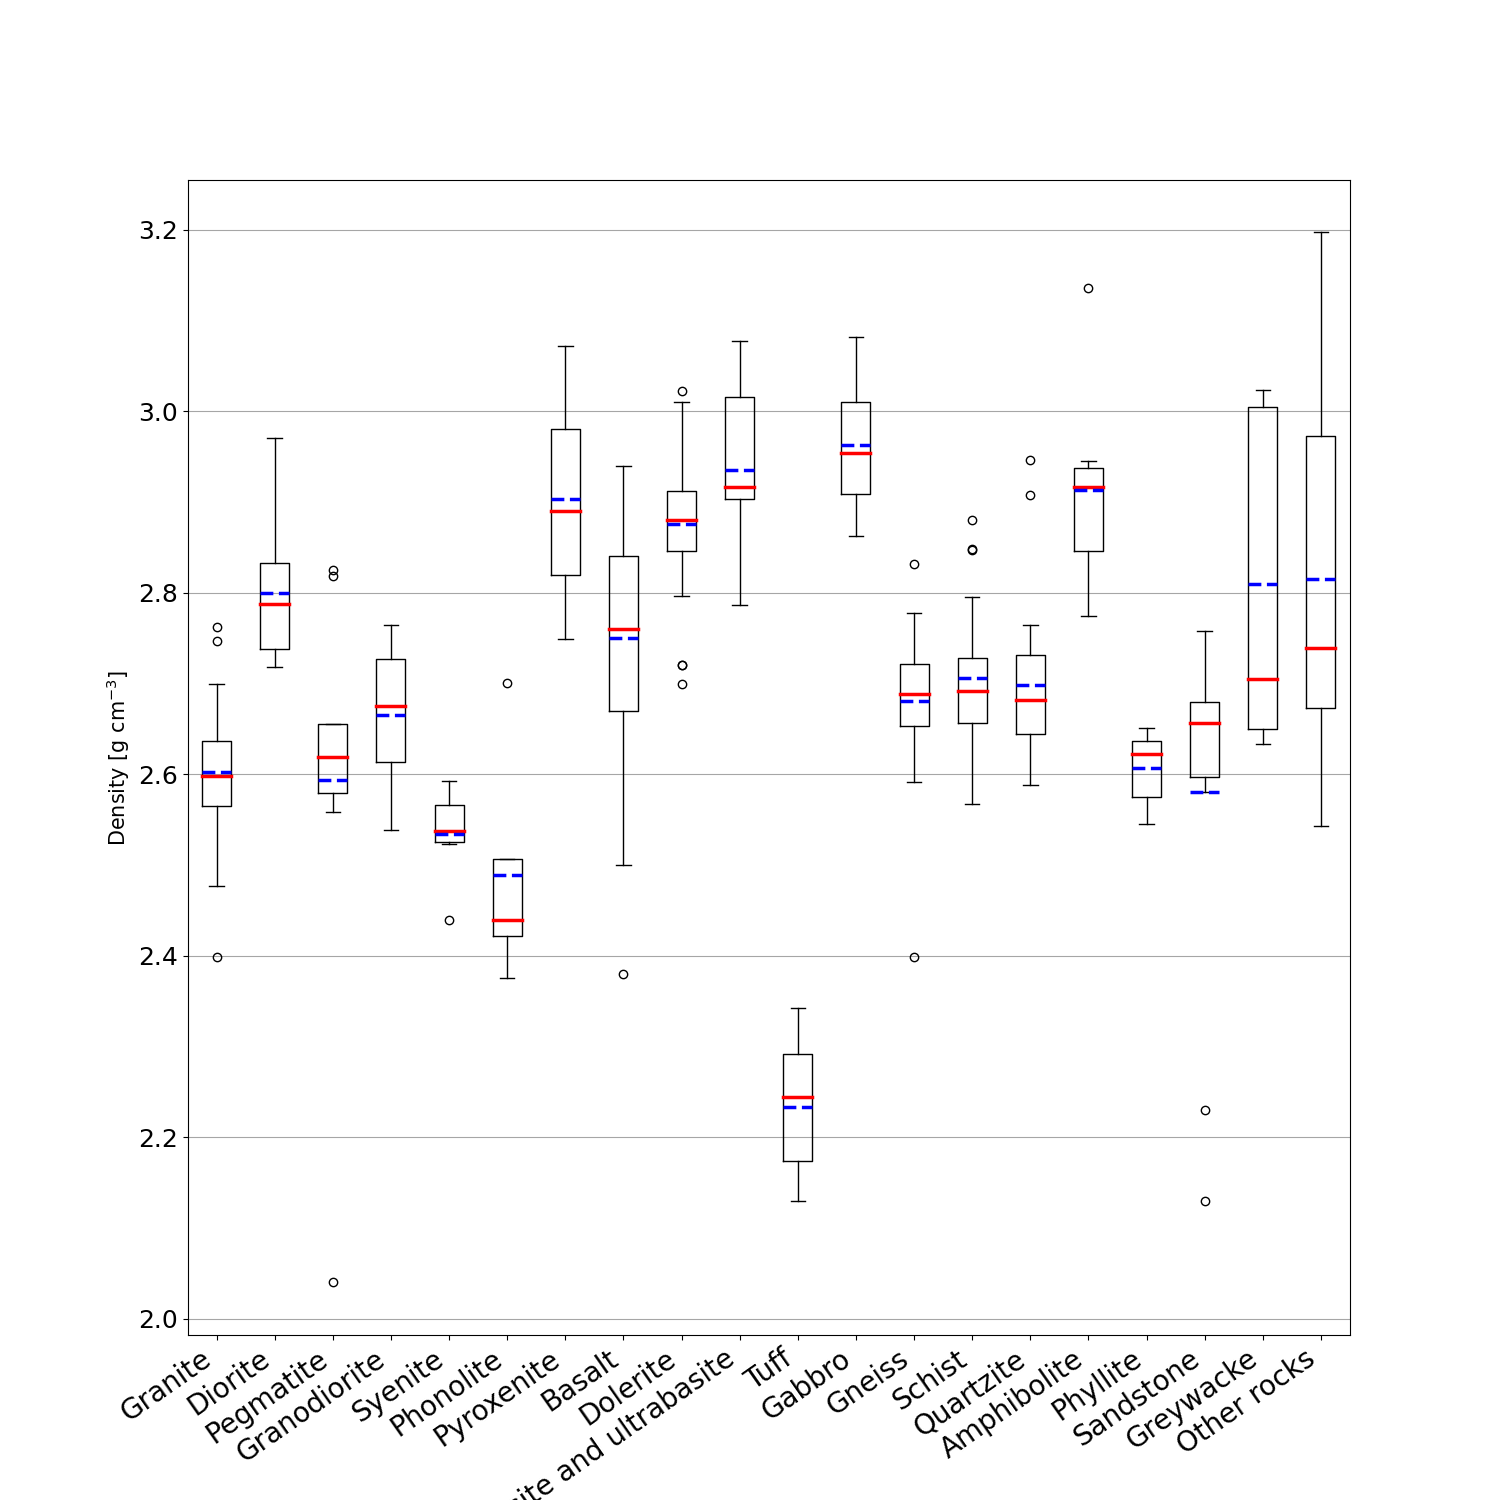 3.2
3.0
2.8
2.6
2.4
2.2
2.0
Density [g cm⁻³]
Granite
Diorite
Pegmatite
Granodiorite
Syenite
Phonolite
Pyroxenite
Basalt
Dolerite
and ultrabasite
Tuff
Gabbro
Gneiss
Schist
Quartzite
Amphibolite
Phyllite
Sandstone
Greywacke
Other rocks